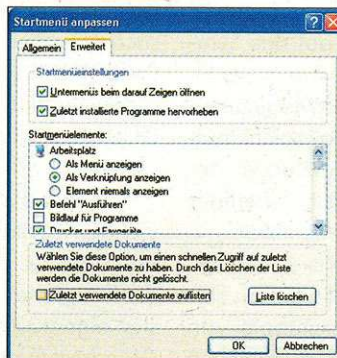 Startmenü anpassen
Allgemein Erweitert
Startmenüeinstellungen
Untermenüs beim darauf Zeigen öffnen
Zuletzt installierte Programme hervorheben
Startmenüelemente:
Arbeitsplatz
Als Menü anzeigen
Als Verknüpfung anzeigen
Element niemals anzeigen
Befehl "Ausführen"
Bildlauf für Programme
Drucker und Faxgeräte
Zuletzt verwendete Dokumente
Wählen Sie diese Option, um einen schnellen Zugriff auf zuletzt
verwendete Dokumente zu haben. Durch das Löschen der Liste
werden die Dokumente nicht gelöscht.
Zuletzt verwendete Dokumente auflisten Liste löschen
OK Abbrechen